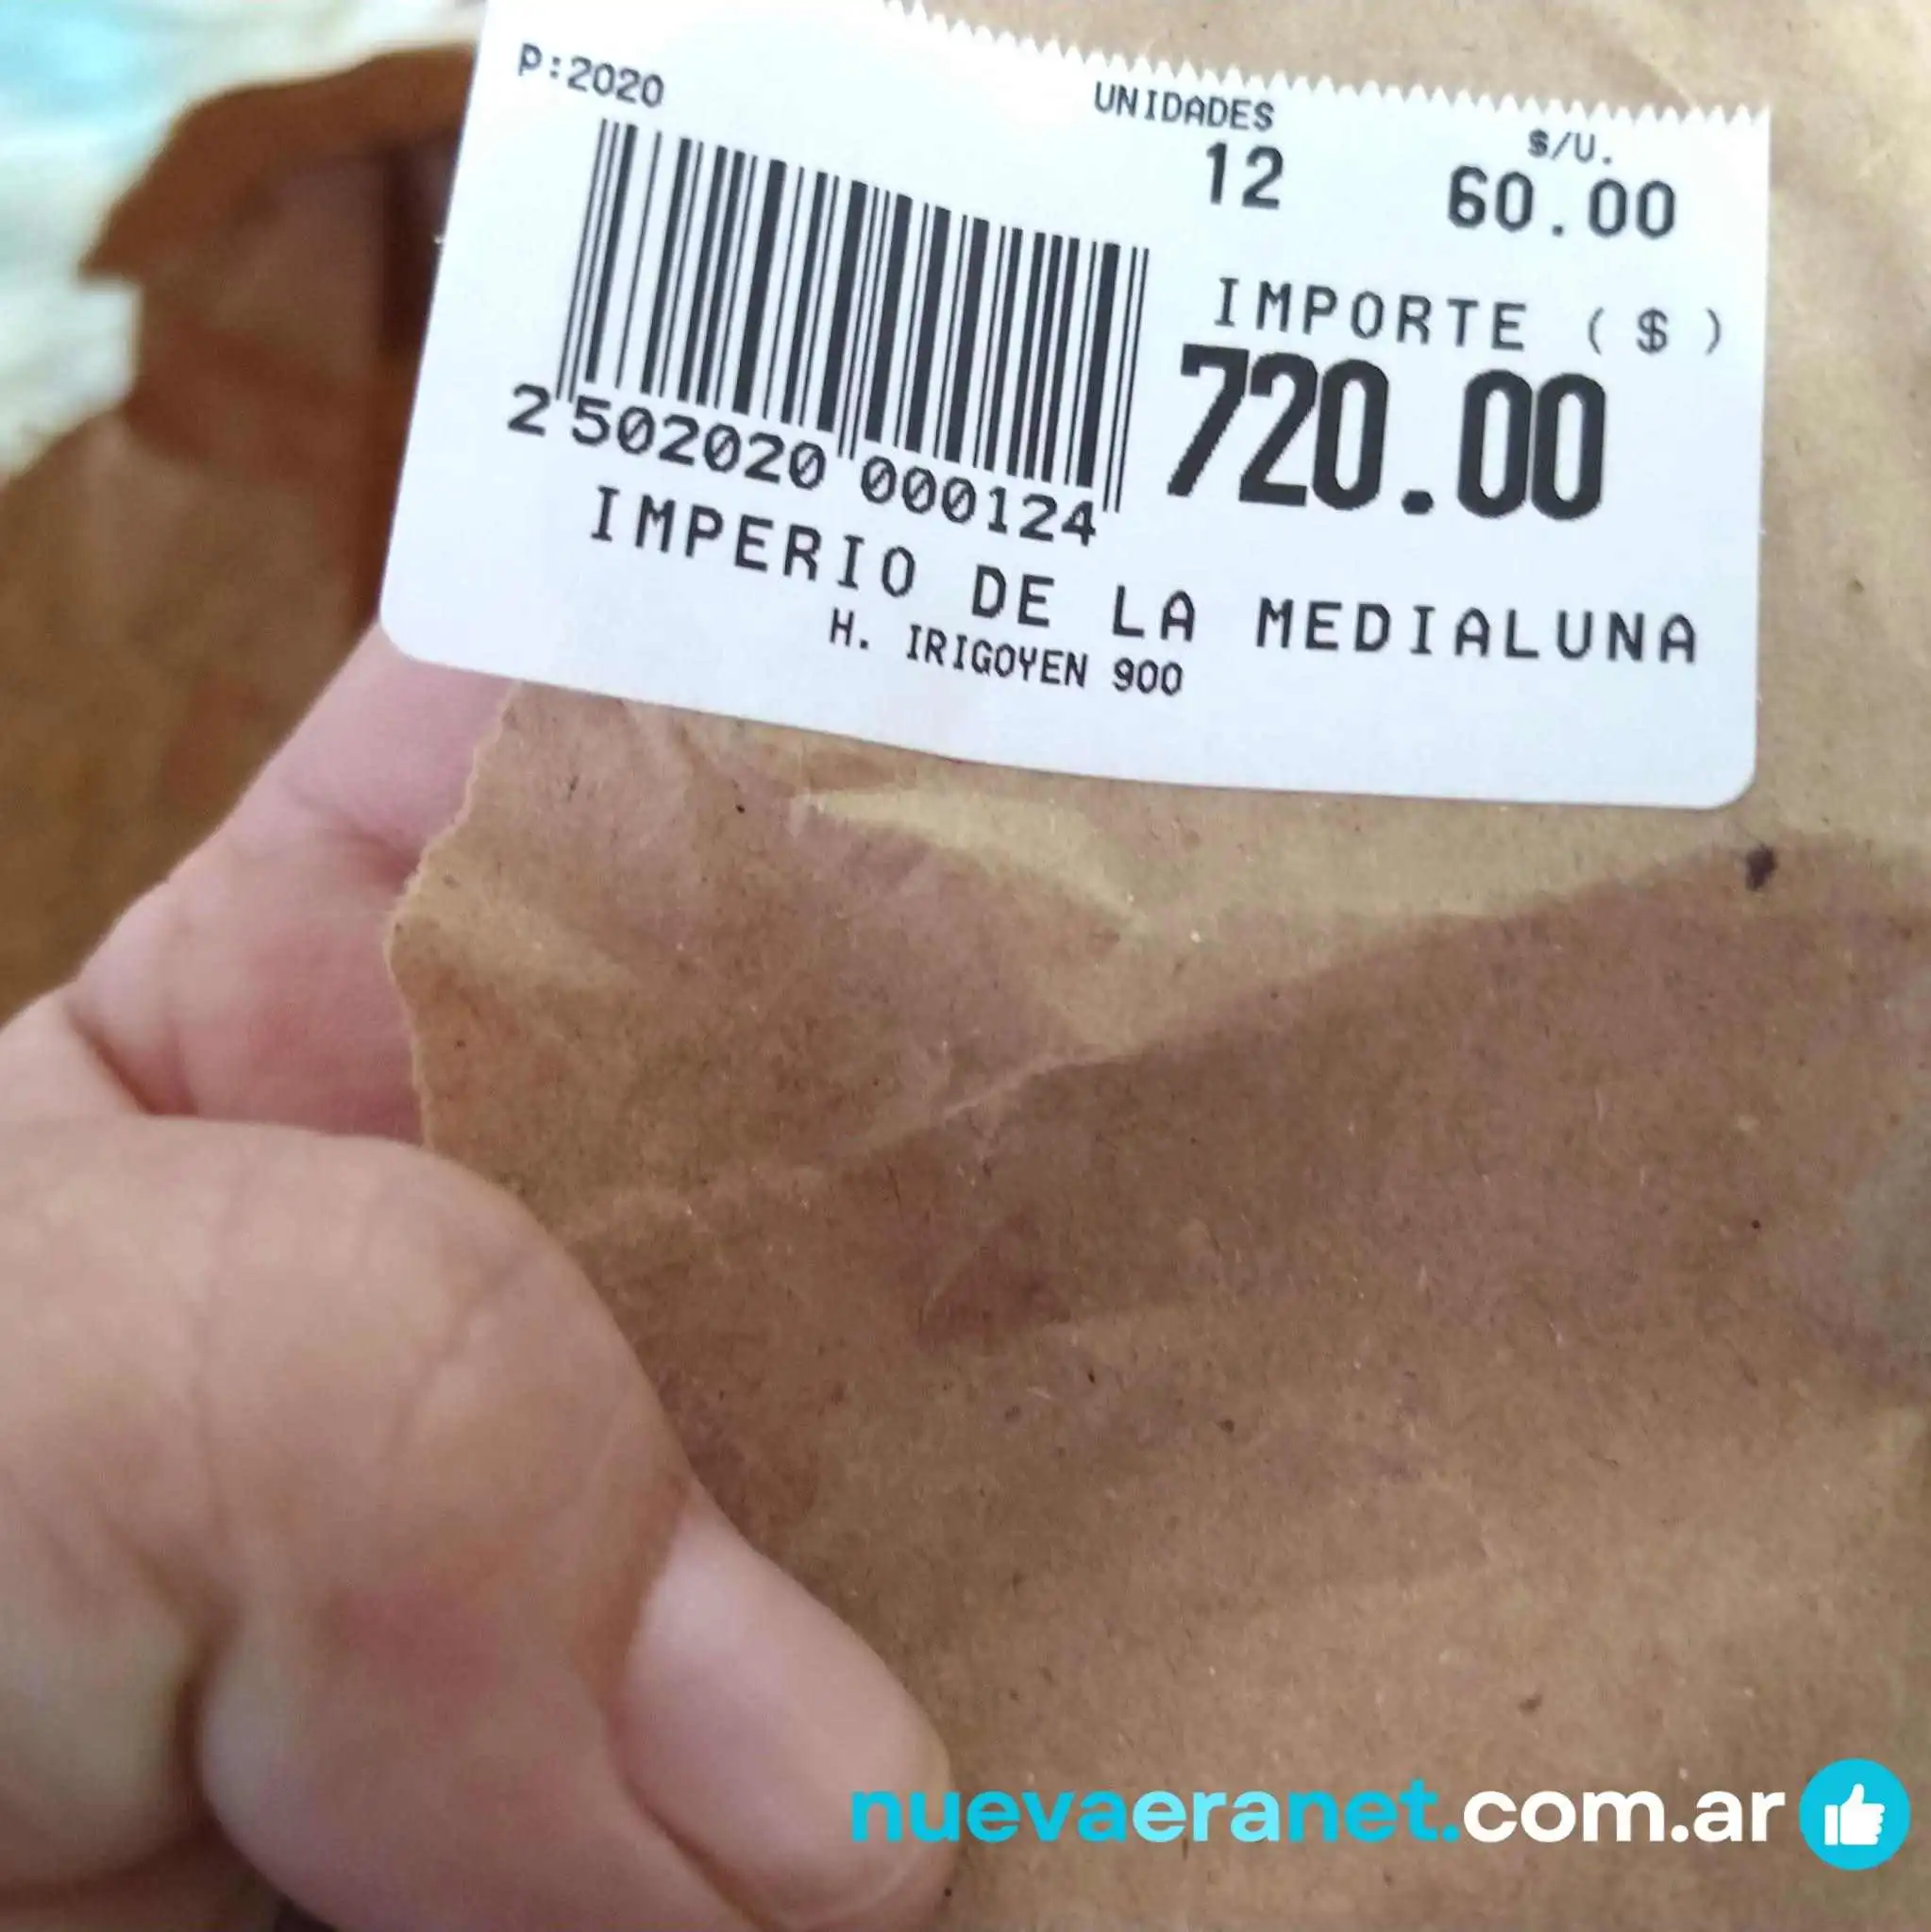 P:2020
UNIDADES
12
$/U.
60.00
IMPORTE ($)
720.00
2 502020 000124
IMPERIO DE LA MEDIALUNA
H. IRIGOYEN 900
nuevaeranet.com.ar